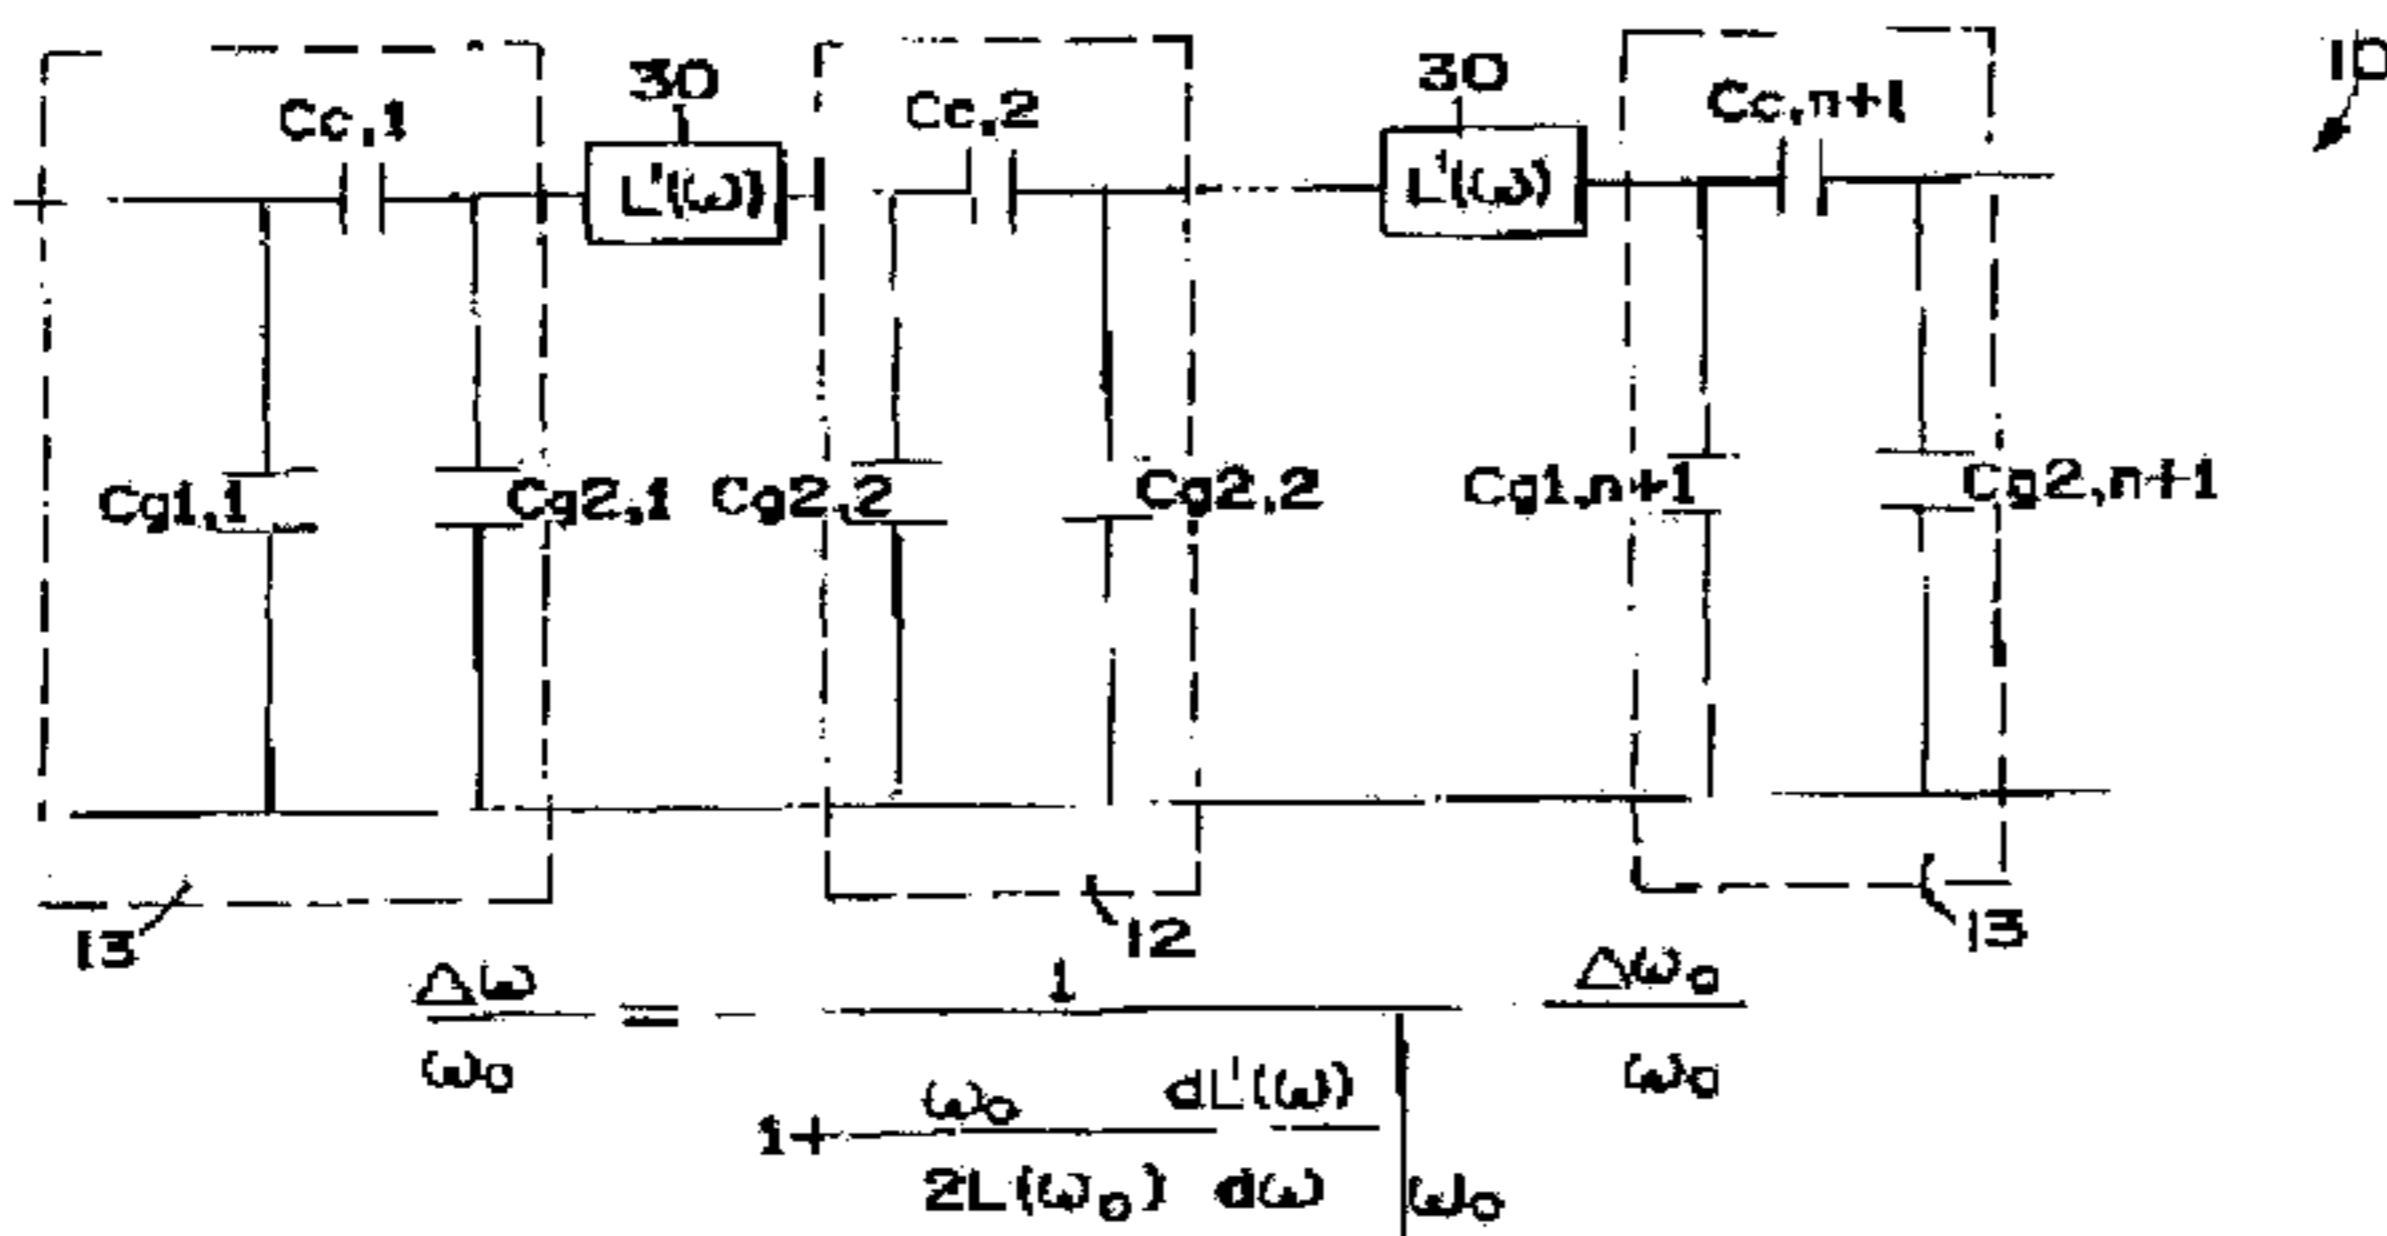 10
30
30
Cc,1
Cc,2
Cc,n+1
L'(ω)
L'(ω)
Cg1,1
Cg2,1
Cg2,2
Cg2,2
Cg1,n+1
Cg2,n+1
13
12
13
Δω/ω₀ = 1/(1+ ω₀/2L(ω₀) dL'(ω)/dω |ω₀) Δω₀/ω₀